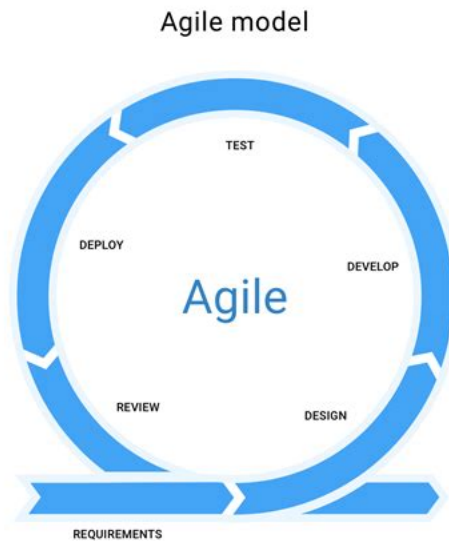 Agile model
TEST
DEPLOY
DEVELOP
Agile
REVIEW
DESIGN
REQUIREMENTS